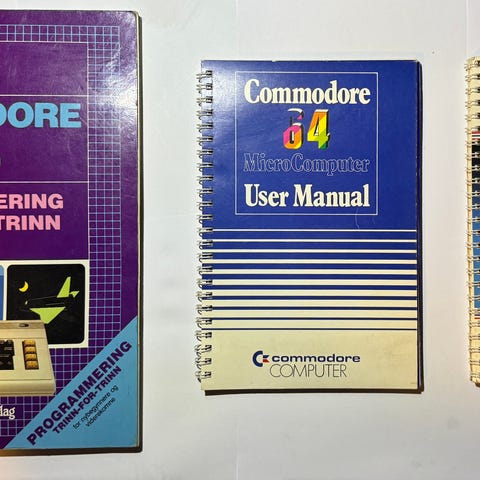 DORE
ERING
TRINN
lag
PROGRAMMERING
TRINN-FOR-TRINN
for nybegynnere og
viderekomne
Commodore
64
MicroComputer
User Manual
commodore
COMPUTER